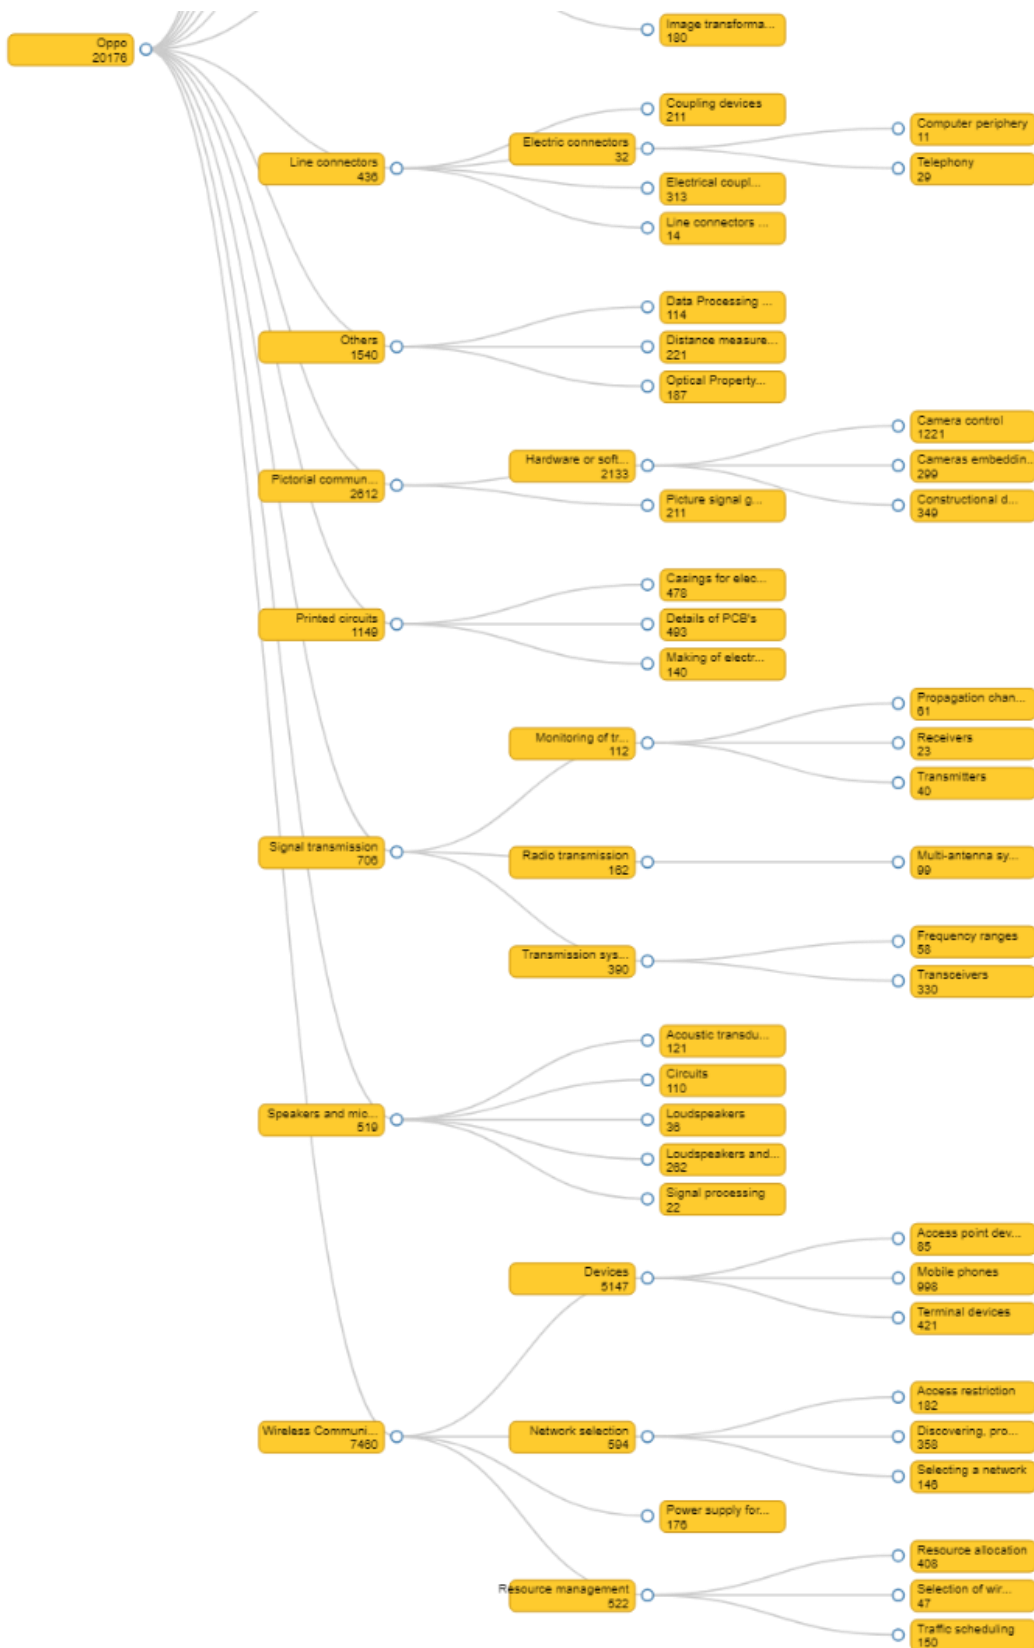 Oppo
20176
Image transforma...
180
Coupling devices
211
Electric connectors
32
Computer periphery
11
Telephony
29
Line connectors
436
Electrical coupl...
313
Line connectors ...
14
Others
1540
Data Processing ...
114
Distance measure...
221
Optical Property...
187
Pictorial commun...
2612
Hardware or soft...
2133
Camera control
1221
Cameras embeddin...
299
Constructional d...
349
Picture signal g...
211
Printed circuits
1149
Casings for elec...
478
Details of PCB's
493
Making of electr...
140
Signal transmission
706
Monitoring of tr...
112
Propagation chan...
61
Receivers
23
Transmitters
40
Radio transmission
162
Multi-antenna sy...
99
Transmission sys...
390
Frequency ranges
58
Transceivers
330
Speakers and mic...
519
Acoustic transdu...
121
Circuits
110
Loudspeakers
36
Loudspeakers and...
262
Signal processing
22
Wireless Communi...
7460
Devices
5147
Access point dev...
85
Mobile phones
998
Terminal devices
421
Network selection
594
Access restriction
182
Discovering, pro...
358
Selecting a network
146
Power supply for...
176
Resource management
522
Resource allocation
408
Selection of wir...
47
Traffic scheduling
150